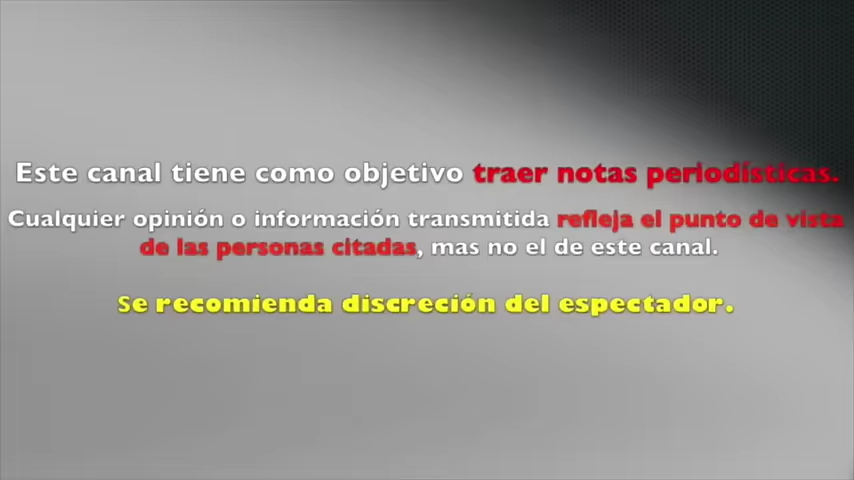 Este canal tiene como objetivo traer notas periodísticas.
Cualquier opinión o información transmitida refleja el punto de vista
de las personas citadas, mas no el de este canal.
Se recomienda discreción del espectador.